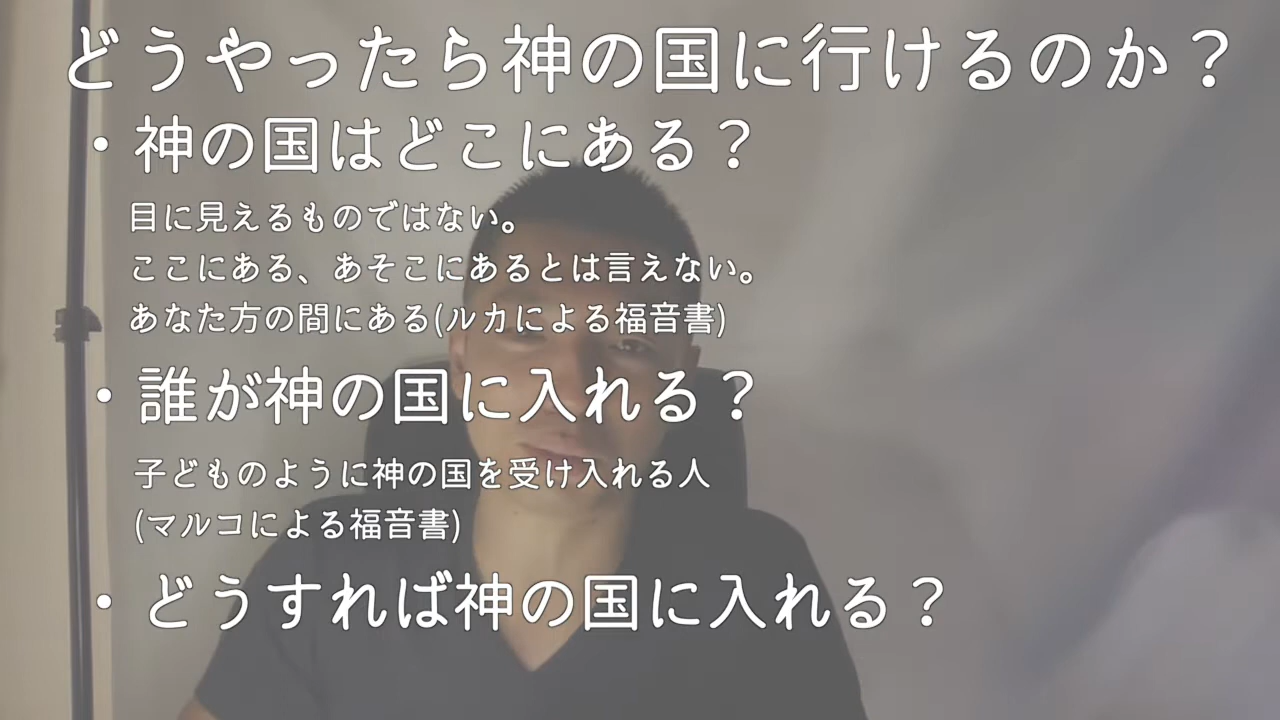 どうやったら神の国に行けるのか？
・神の国はどこにある？
目に見えるものではない。
ここにある、あそこにあるとは言えない。
あなた方の間にある(ルカによる福音書)
・誰が神の国に入れる？
子どものように神の国を受け入れる人
(マルコによる福音書)
・どうすれば神の国に入れる？